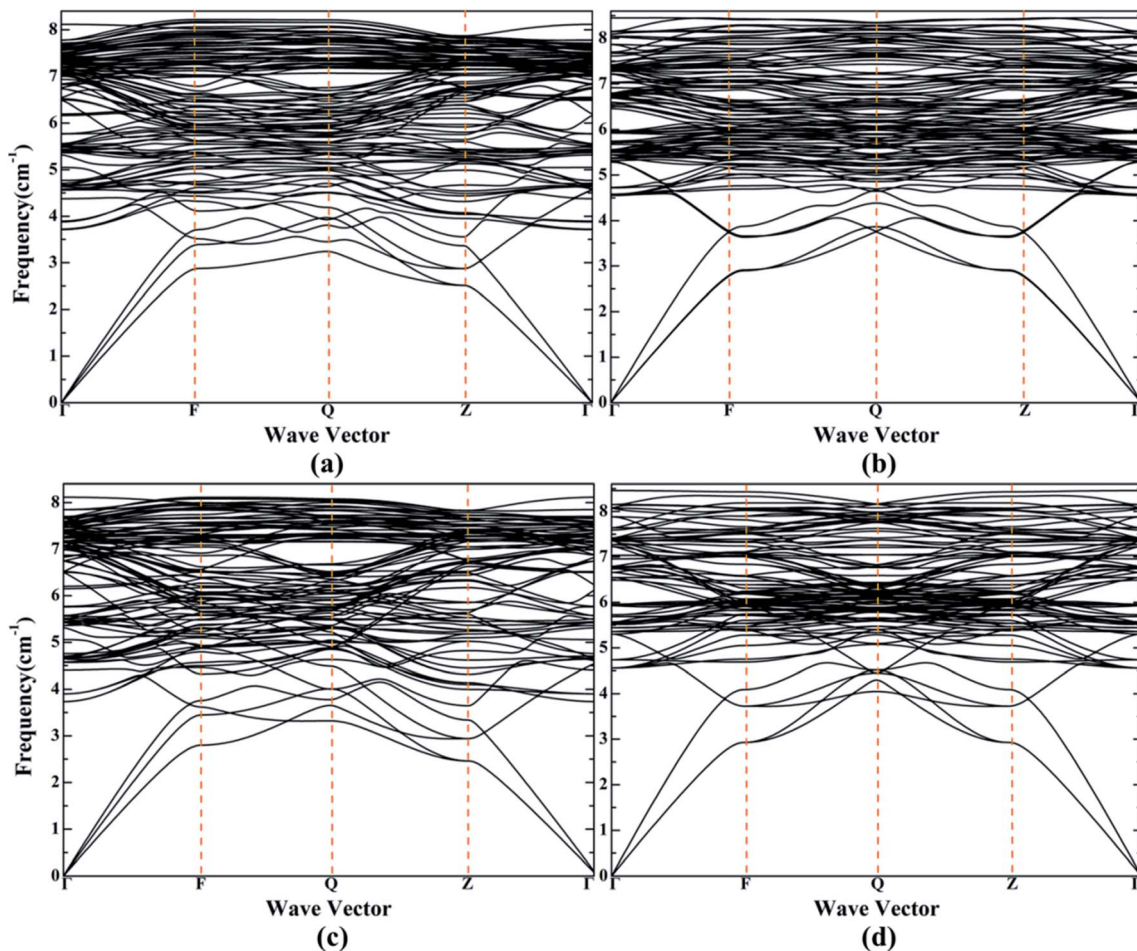 8
7
6
5
4
3
2
1
0
Frequency(cm-1)
Γ F Q Z Γ
Wave Vector
(a)
8
7
6
5
4
3
2
1
0
Γ F Q Z Γ
Wave Vector
(b)
8
7
6
5
4
3
2
1
0
Frequency(cm-1)
Γ F Q Z Γ
Wave Vector
(c)
8
7
6
5
4
3
2
1
0
Γ F Q Z Γ
Wave Vector
(d)